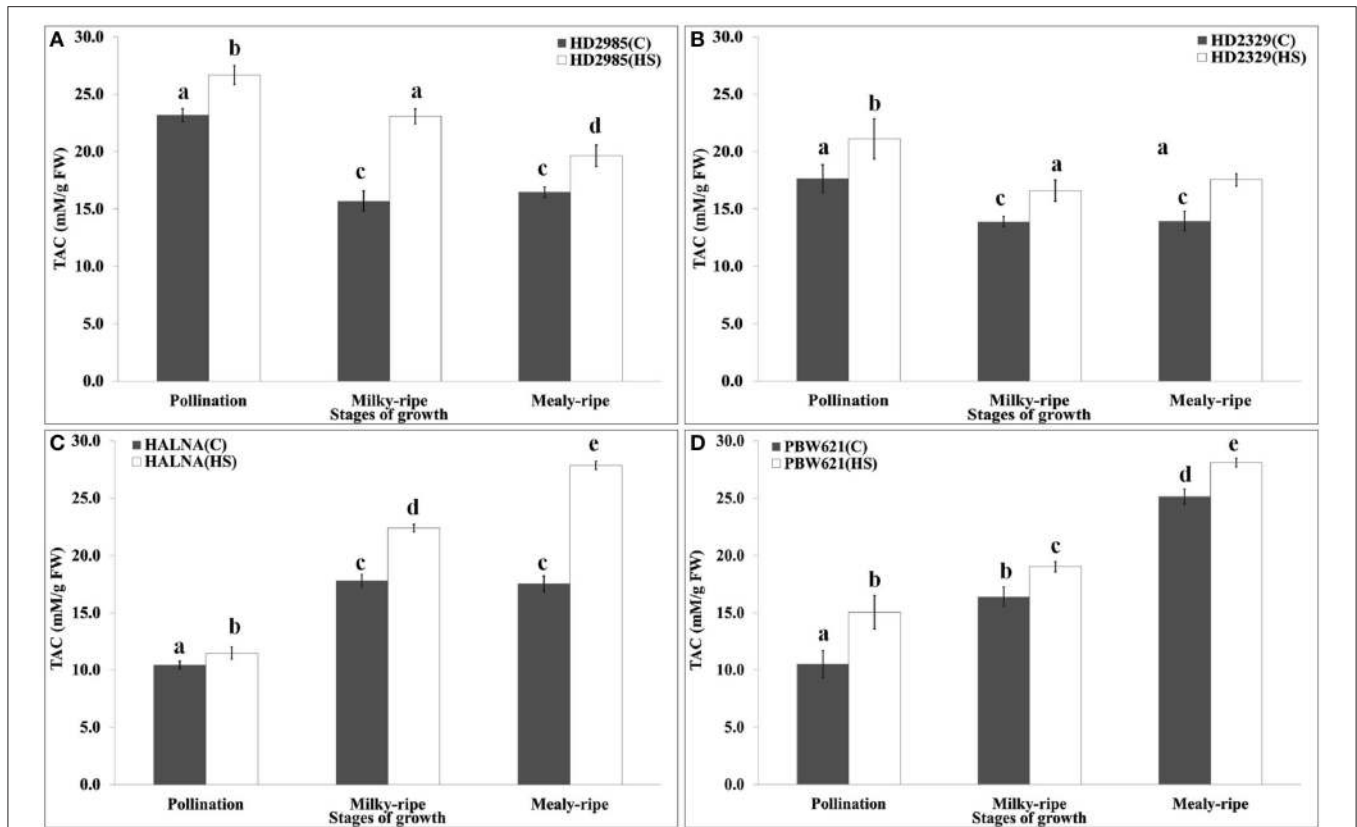 A
HD2985(C)
HD2985(HS)
TAC (mM/g FW)
30.0
25.0
20.0
15.0
10.0
5.0
0.0
a
b
c
a
c
d
Pollination Milky-ripe Mealy-ripe
Stages of growth
B
HD2329(C)
HD2329(HS)
TAC (mM/g FW)
30.0
25.0
20.0
15.0
10.0
5.0
0.0
a
b
c
a
c
a
Pollination Milky-ripe Mealy-ripe
Stages of growth
C
HALNA(C)
HALNA(HS)
TAC (mM/g FW)
30.0
25.0
20.0
15.0
10.0
5.0
0.0
a
b
c
d
c
e
Pollination Milky-ripe Mealy-ripe
Stages of growth
D
PBW621(C)
PBW621(HS)
TAC (mM/g FW)
30.0
25.0
20.0
15.0
10.0
5.0
0.0
a
b
b
c
d
e
Pollination Milky-ripe Mealy-ripe
Stages of growth